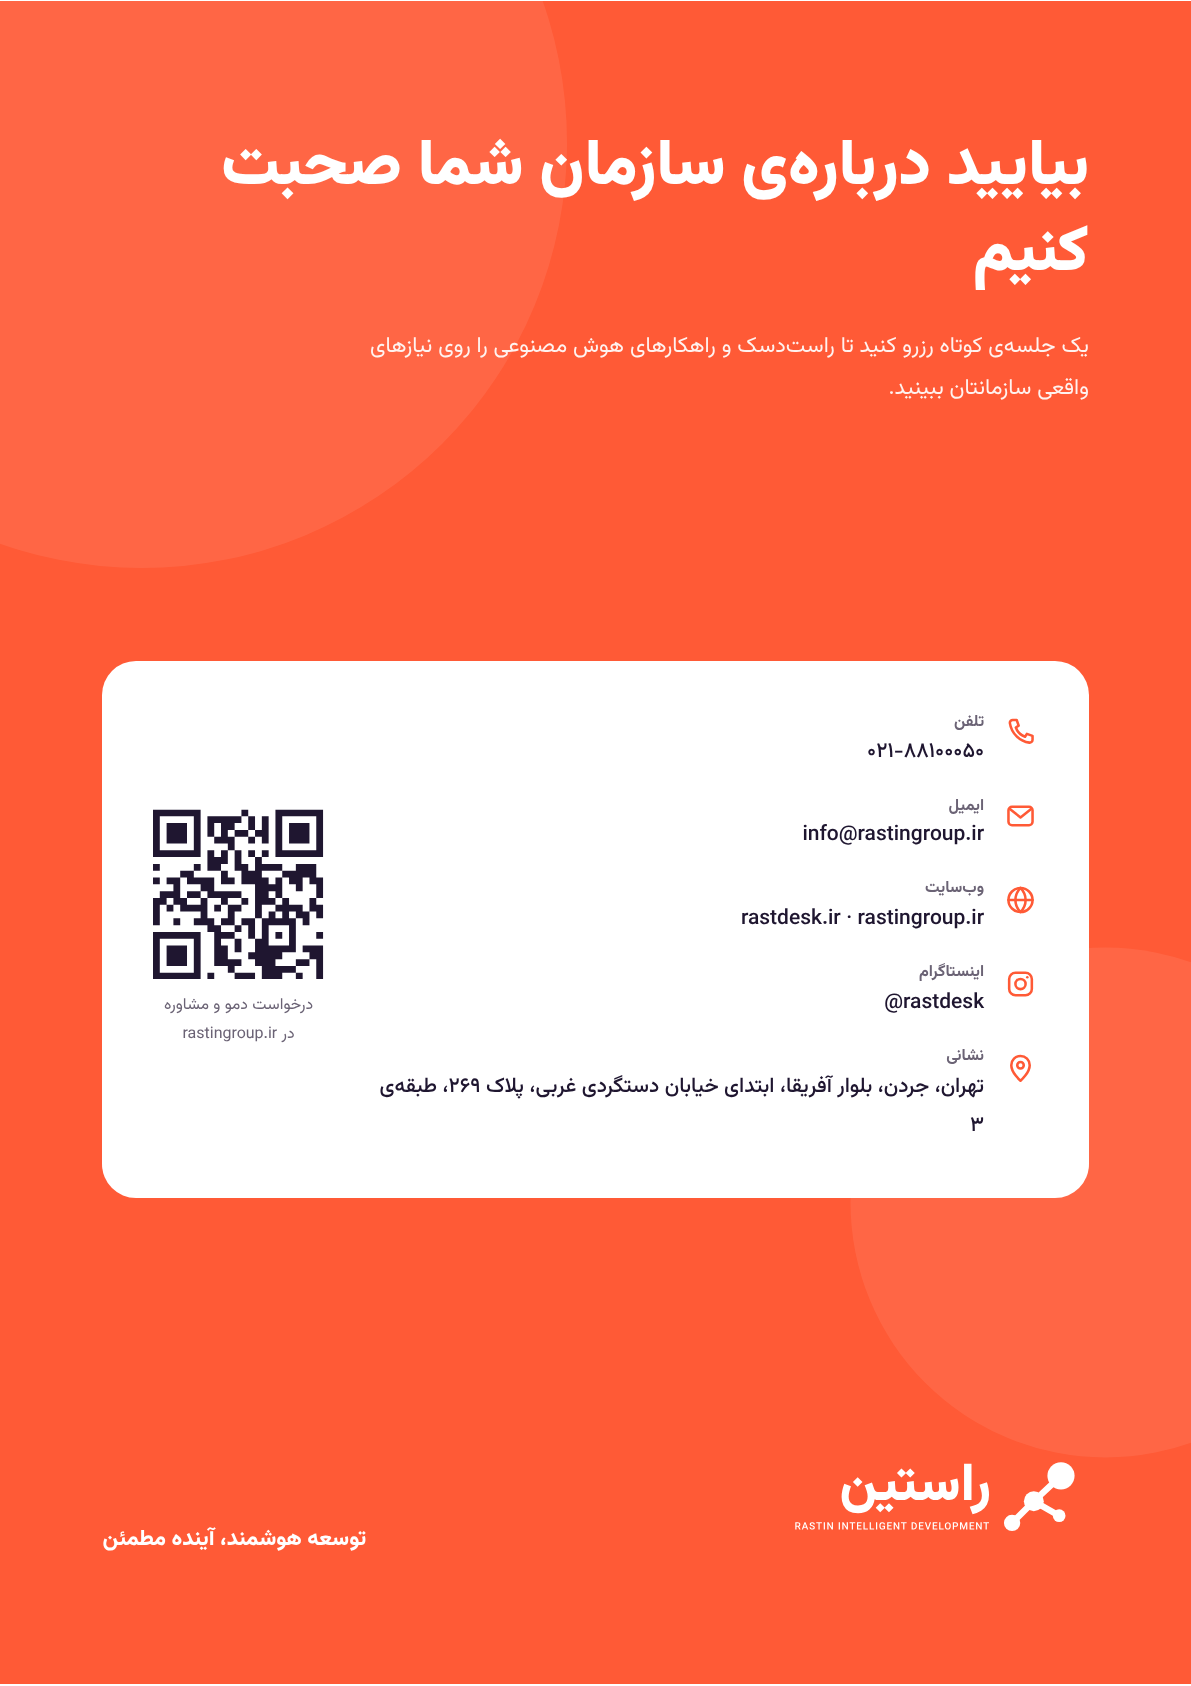 بیایید درباره‌ی سازمان شما صحبت
کنیم
یک جلسه‌ی کوتاه رزرو کنید تا راست‌دسک و راهکارهای هوش مصنوعی را روی نیازهای
واقعی سازمانتان ببینید.
تلفن
۰۲۱-۸۸۱۰۰۰۵۰
ایمیل
info@rastingroup.ir
وب‌سایت
rastdesk.ir · rastingroup.ir
اینستاگرام
@rastdesk
نشانی
تهران، جردن، بلوار آفریقا، ابتدای خیابان دستگردی غربی، پلاک ۲۶۹، طبقه‌ی
۳
درخواست دمو و مشاوره
در rastingroup.ir
راستین
RASTIN INTELLIGENT DEVELOPMENT
توسعه هوشمند، آینده مطمئن